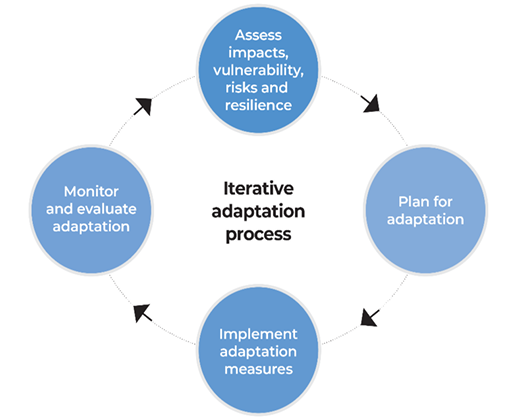 Assess
impacts,
vulnerability,
risks and
resilience
Iterative
adaptation
process
Plan for
adaptation
Implement
adaptation
measures
Monitor
and evaluate
adaptation